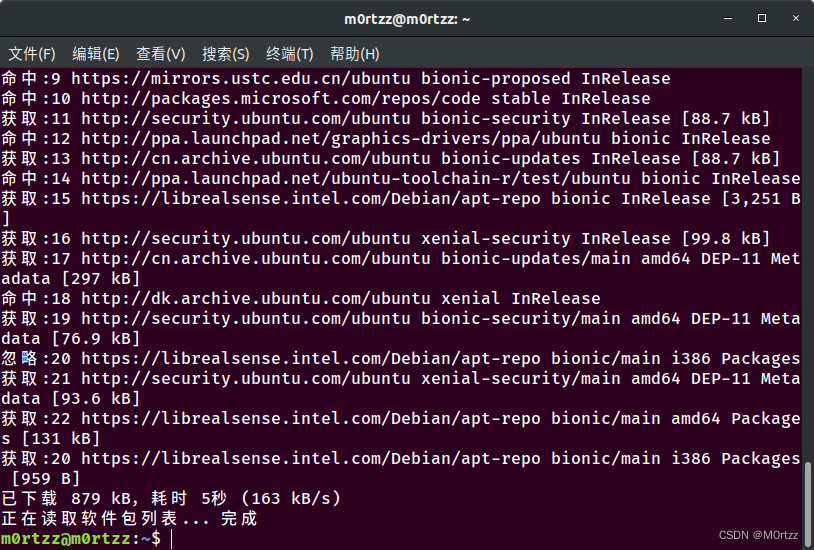 m0rtzz@m0rtzz: ~
文件(F) 编辑(E) 查看(V) 搜索(S) 终端(T) 帮助(H)
命中:9 https://mirrors.ustc.edu.cn/ubuntu bionic-proposed InRelease
命中:10 http://packages.microsoft.com/repos/code stable InRelease
获取:11 http://security.ubuntu.com/ubuntu bionic-security InRelease [88.7 kB]
命中:12 http://ppa.launchpad.net/graphics-drivers/ppa/ubuntu bionic InRelease
获取:13 http://cn.archive.ubuntu.com/ubuntu bionic-updates InRelease [88.7 kB]
命中:14 http://ppa.launchpad.net/ubuntu-toolchain-r/test/ubuntu bionic InRelease
获取:15 https://librealsense.intel.com/Debian/apt-repo bionic InRelease [3,251 B
]
获取:16 http://security.ubuntu.com/ubuntu xenial-security InRelease [99.8 kB]
获取:17 http://cn.archive.ubuntu.com/ubuntu bionic-updates/main amd64 DEP-11 Met
adata [297 kB]
命中:18 http://dk.archive.ubuntu.com/ubuntu xenial InRelease
获取:19 http://security.ubuntu.com/ubuntu bionic-security/main amd64 DEP-11 Meta
data [76.9 kB]
忽略:20 https://librealsense.intel.com/Debian/apt-repo bionic/main i386 Packages
获取:21 http://security.ubuntu.com/ubuntu xenial-security/main amd64 DEP-11 Meta
data [93.6 kB]
获取:22 https://librealsense.intel.com/Debian/apt-repo bionic/main amd64 Package
s [131 kB]
获取:20 https://librealsense.intel.com/Debian/apt-repo bionic/main i386 Packages
 [959 B]
已下载 879 kB，耗时 5秒 (163 kB/s)
正在读取软件包列表... 完成
m0rtzz@m0rtzz:~$
CSDN @M0rtzz